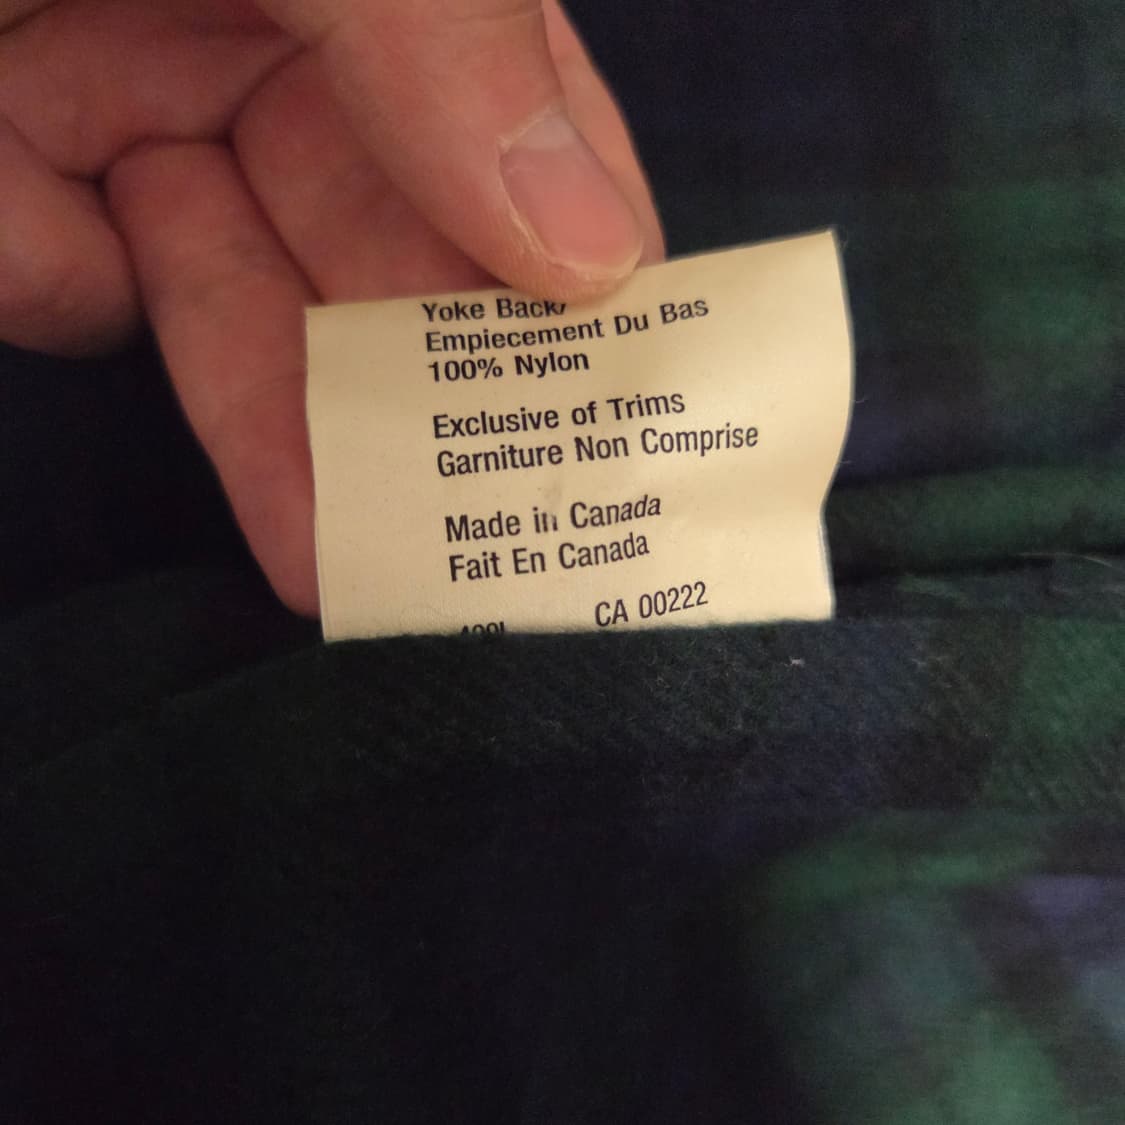 Yoke Back/
Empiecement Du Bas
100% Nylon
Exclusive of Trims
Garniture Non Comprise
Made in Canada
Fait En Canada
CA 00222